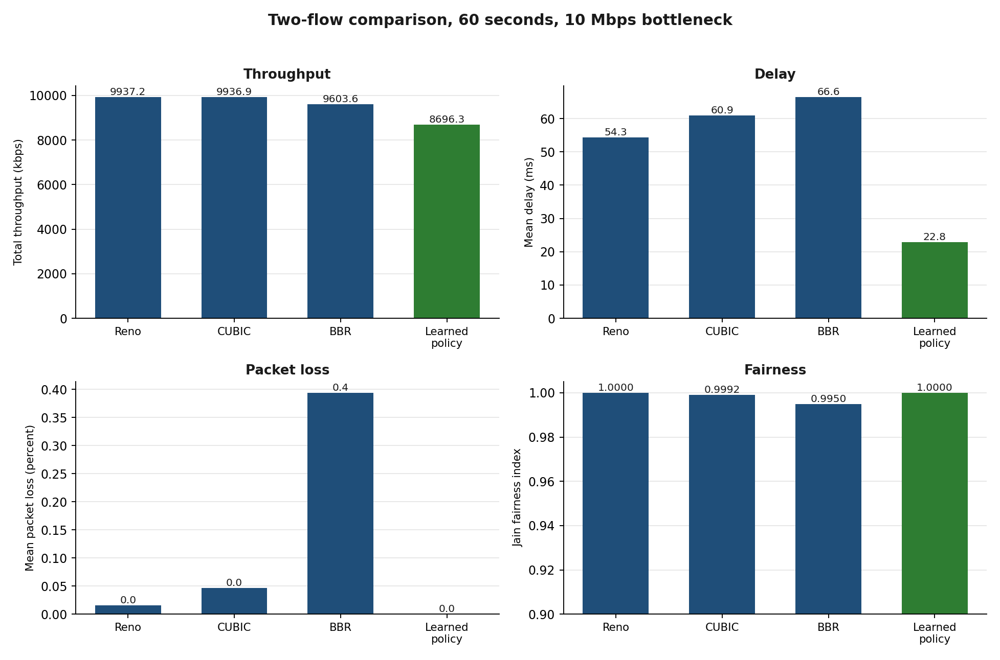 Two-flow comparison, 60 seconds, 10 Mbps bottleneck
Throughput
Total throughput (kbps)
10000
8000
6000
4000
2000
0
9937.2
9936.9
9603.6
8696.3
Reno
CUBIC
BBR
Learned
policy
Delay
Mean delay (ms)
60
50
40
30
20
10
0
54.3
60.9
66.6
22.8
Reno
CUBIC
BBR
Learned
policy
Packet loss
Mean packet loss (percent)
0.40
0.35
0.30
0.25
0.20
0.15
0.10
0.05
0.00
0.0
0.0
0.4
0.0
Reno
CUBIC
BBR
Learned
policy
Fairness
Jain fairness index
1.00
0.98
0.96
0.94
0.92
0.90
1.0000
0.9992
0.9950
1.0000
Reno
CUBIC
BBR
Learned
policy